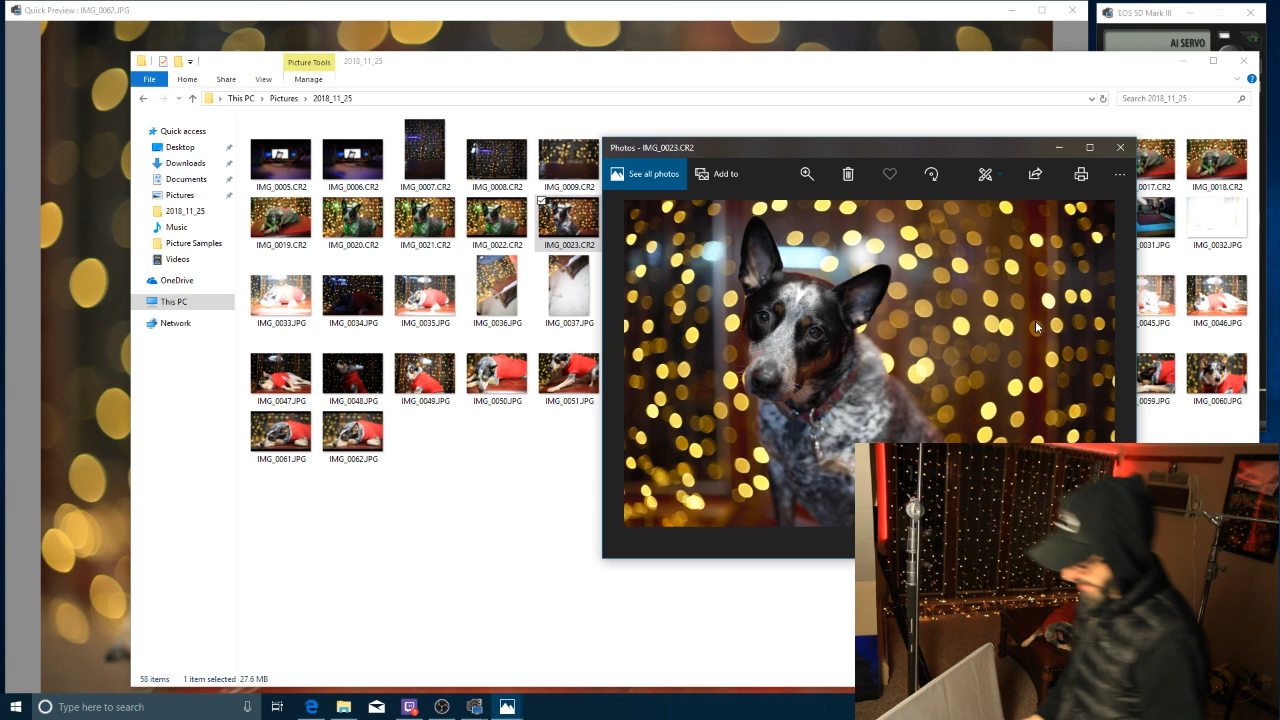 Quick Preview : IMG_0062.JPG
EOS 5D Mark III
AI SERVO
Picture Tools
2018_11_25
File
Home
Share
View
Manage
This PC
Pictures
2018_11_25
Search 2018_11_25
Quick access
Desktop
Downloads
Documents
Pictures
2018_11_25
Music
Picture Samples
Videos
OneDrive
This PC
Network
IMG_0005.CR2
IMG_0006.CR2
IMG_0007.CR2
IMG_0008.CR2
IMG_0009.CR2
_0017.CR2
IMG_0018.CR2
IMG_0019.CR2
IMG_0020.CR2
IMG_0021.CR2
IMG_0022.CR2
IMG_0023.CR2
_0031.JPG
IMG_0032.JPG
IMG_0033.JPG
IMG_0034.JPG
IMG_0035.JPG
IMG_0036.JPG
IMG_0037.JPG
_0045.JPG
IMG_0046.JPG
IMG_0047.JPG
IMG_0048.JPG
IMG_0049.JPG
IMG_0050.JPG
IMG_0051.JPG
_0059.JPG
IMG_0060.JPG
IMG_0061.JPG
IMG_0062.JPG
Photos - IMG_0023.CR2
See all photos
Add to
58 items
1 item selected 27.6 MB
Type here to search